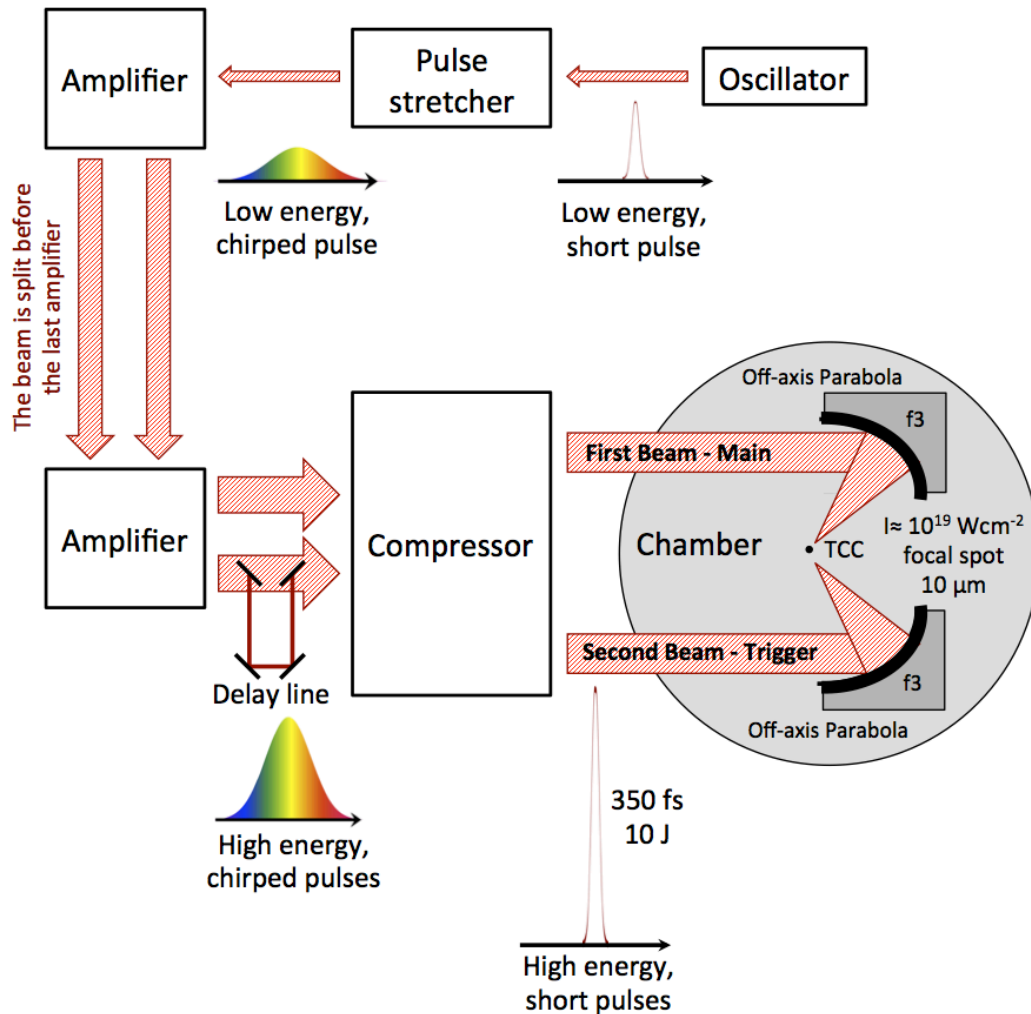 Amplifier
Pulse
stretcher
Oscillator
Low energy,
chirped pulse
Low energy,
short pulse
The beam is split before
the last amplifier
Amplifier
Delay line
High energy,
chirped pulses
Compressor
Off-axis Parabola
f3
First Beam - Main
Chamber
TCC
I≈ 10¹⁹ Wcm⁻²
focal spot
10 μm
Second Beam - Trigger
f3
Off-axis Parabola
350 fs
10 J
High energy,
short pulses